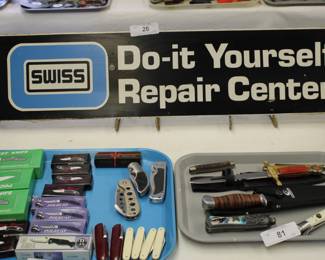 26
SWISS
Do-it Yourself
Repair Center
81